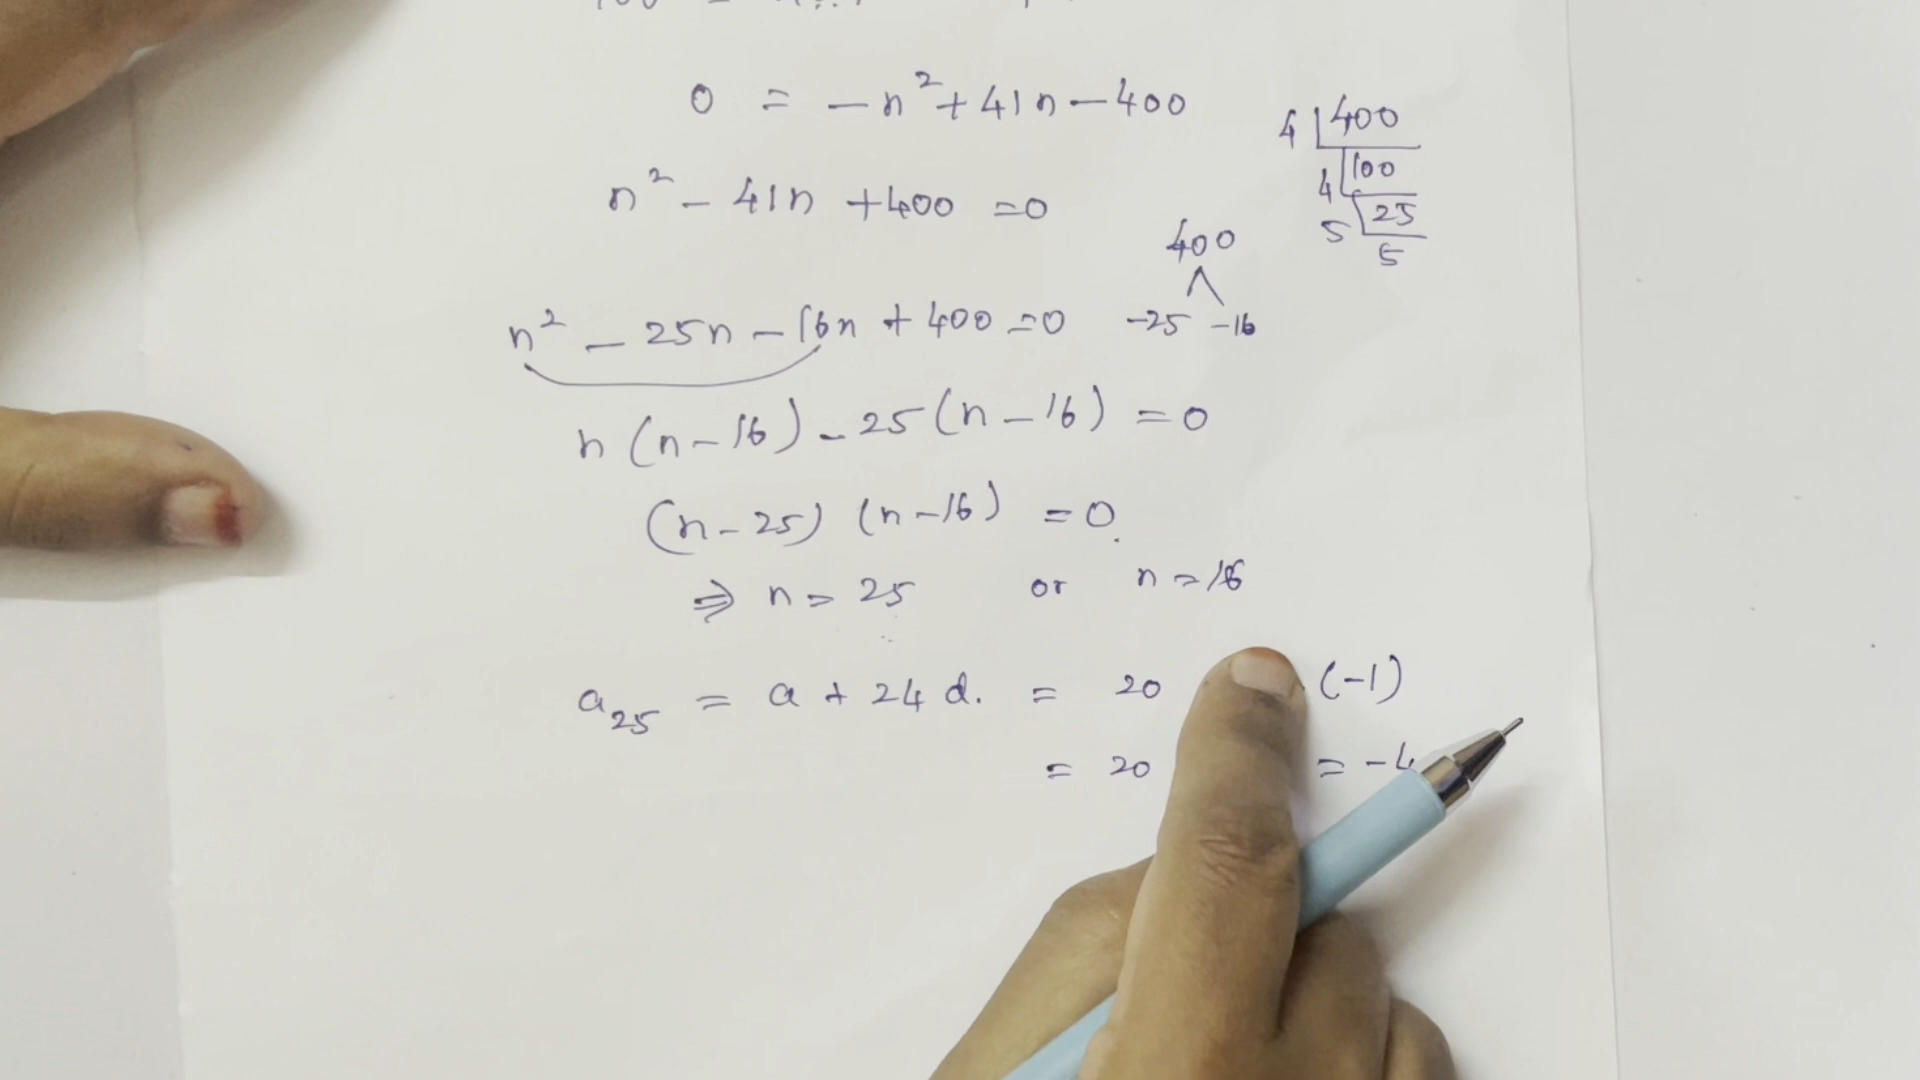 0 = -n² + 41n - 400
n² - 41n + 400 = 0
4 | 400
4 | 100
5 | 25
5
400
-25 -16
n² - 25n - 16n + 400 = 0
n (n - 16) - 25 (n - 16) = 0
(n - 25) (n - 16) = 0
⇒ n = 25 or n = 16
a₂₅ = a + 24 d. = 20 (-1)
= 20 = -4